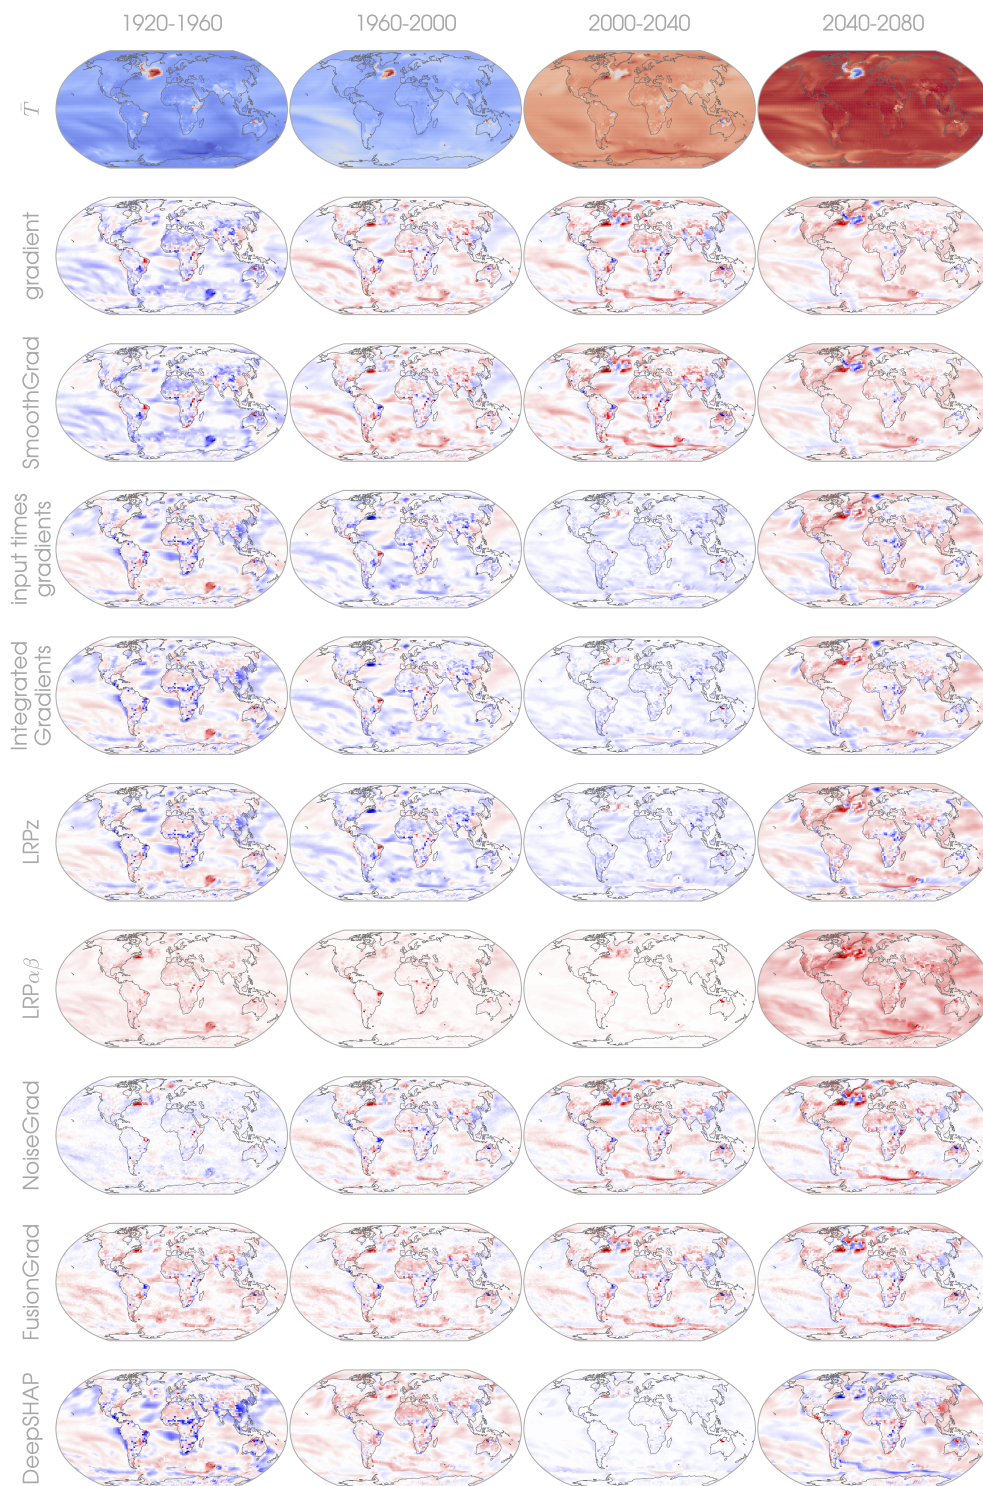 1920-1960 1960-2000 2000-2040 2040-2080
T̄
gradient
SmoothGrad
input times
gradients
Integrated
Gradients
LRPz
LRPαβ
NoiseGrad
FusionGrad
DeepSHAP